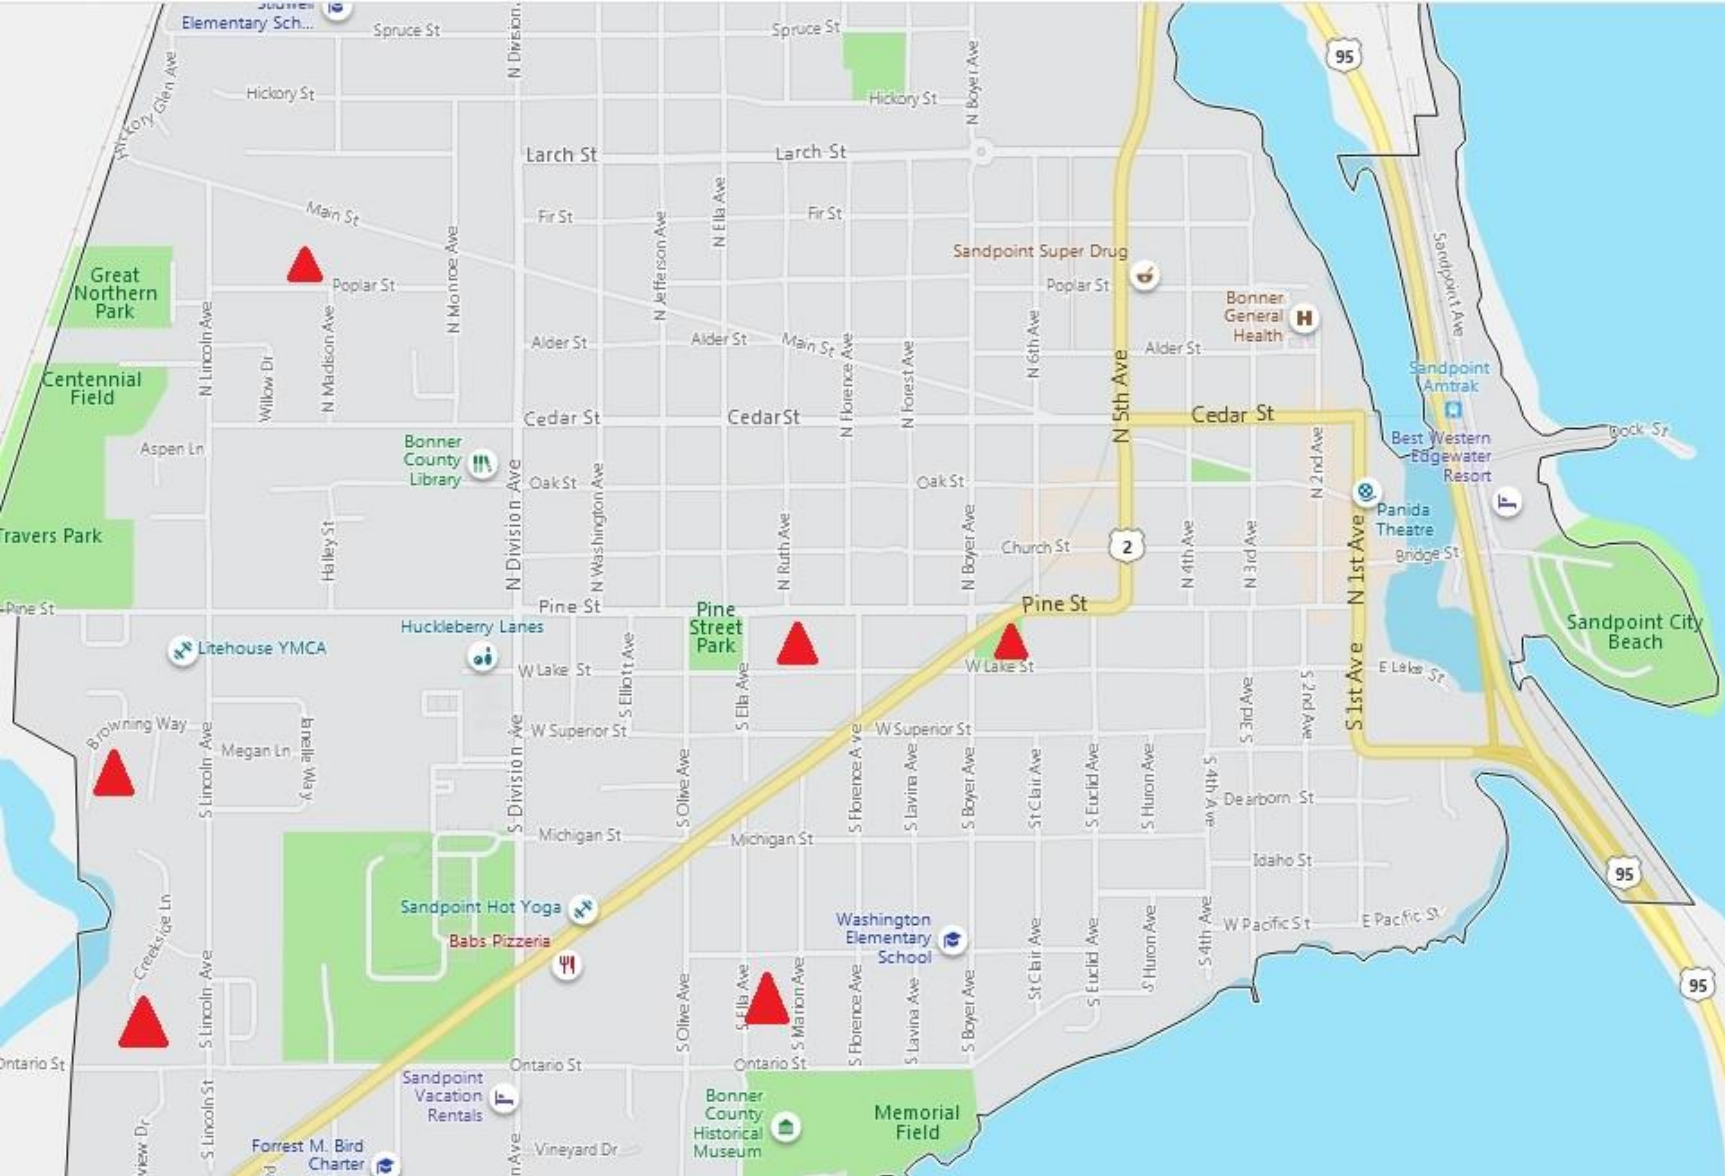 Elementary Sch...
Spruce St
Spruce St
N Division
95
Hickory Glen Ave
Hickory St
Hickory St
N Boyer Ave
Larch St
Larch St
Main St
Fir St
Fir St
N Ella Ave
N Jefferson Ave
N Monroe Ave
Sandpoint Super Drug
Sandpoint Ave
Great
Northern
Park
Poplar St
Poplar St
Bonner
General
Health
H
N Lincoln Ave
N Madison Ave
Willow Dr
Alder St
Alder St
Main St
Alder St
N Florence Ave
N Forest Ave
N 6th Ave
N 5th Ave
Sandpoint
Amtrak
Centennial
Field
Cedar St
Cedar St
Cedar St
Aspen Ln
Bonner
County
Library
Best Western
Edgewater
Resort
Dock St
N 2nd Ave
Oak St
Oak St
N Division Ave
N Washington Ave
Travers Park
Halley St
N Ruth Ave
N Boyer Ave
Church St
2
N 4th Ave
N 3rd Ave
N 1st Ave
Panida
Theatre
Bridge St
Pine St
Pine St
Pine St
Pine
Street
Park
Sandpoint City
Beach
Litehouse YMCA
Huckleberry Lanes
W Lake St
W Lake St
E Lake St
S Elliott Ave
S Ella Ave
S 3rd Ave
S 2nd Ave
S 1st Ave
Browning Way
Megan Ln
Janelle Way
S Lincoln Ave
S Division Ave
W Superior St
W Superior St
S Olive Ave
S Florence Ave
S Lavina Ave
S Boyer Ave
St Clair Ave
S Euclid Ave
S Huron Ave
S 4th Ave
Dearborn St
Michigan St
Michigan St
Idaho St
95
Creekside Ln
Sandpoint Hot Yoga
Babs Pizzeria
Washington
Elementary
School
W Pacific St
E Pacific St
S Lincoln Ave
S Olive Ave
S Ella Ave
S Marion Ave
S Florence Ave
S Lavina Ave
S Boyer Ave
St Clair Ave
S Euclid Ave
S Huron Ave
S 4th Ave
95
Ontario St
Ontario St
Ontario St
S Lincoln St
Sandpoint
Vacation
Rentals
Bonner
County
Historical
Museum
Memorial
Field
view Dr
Forrest M. Bird
Charter
n Ave
Vineyard Dr